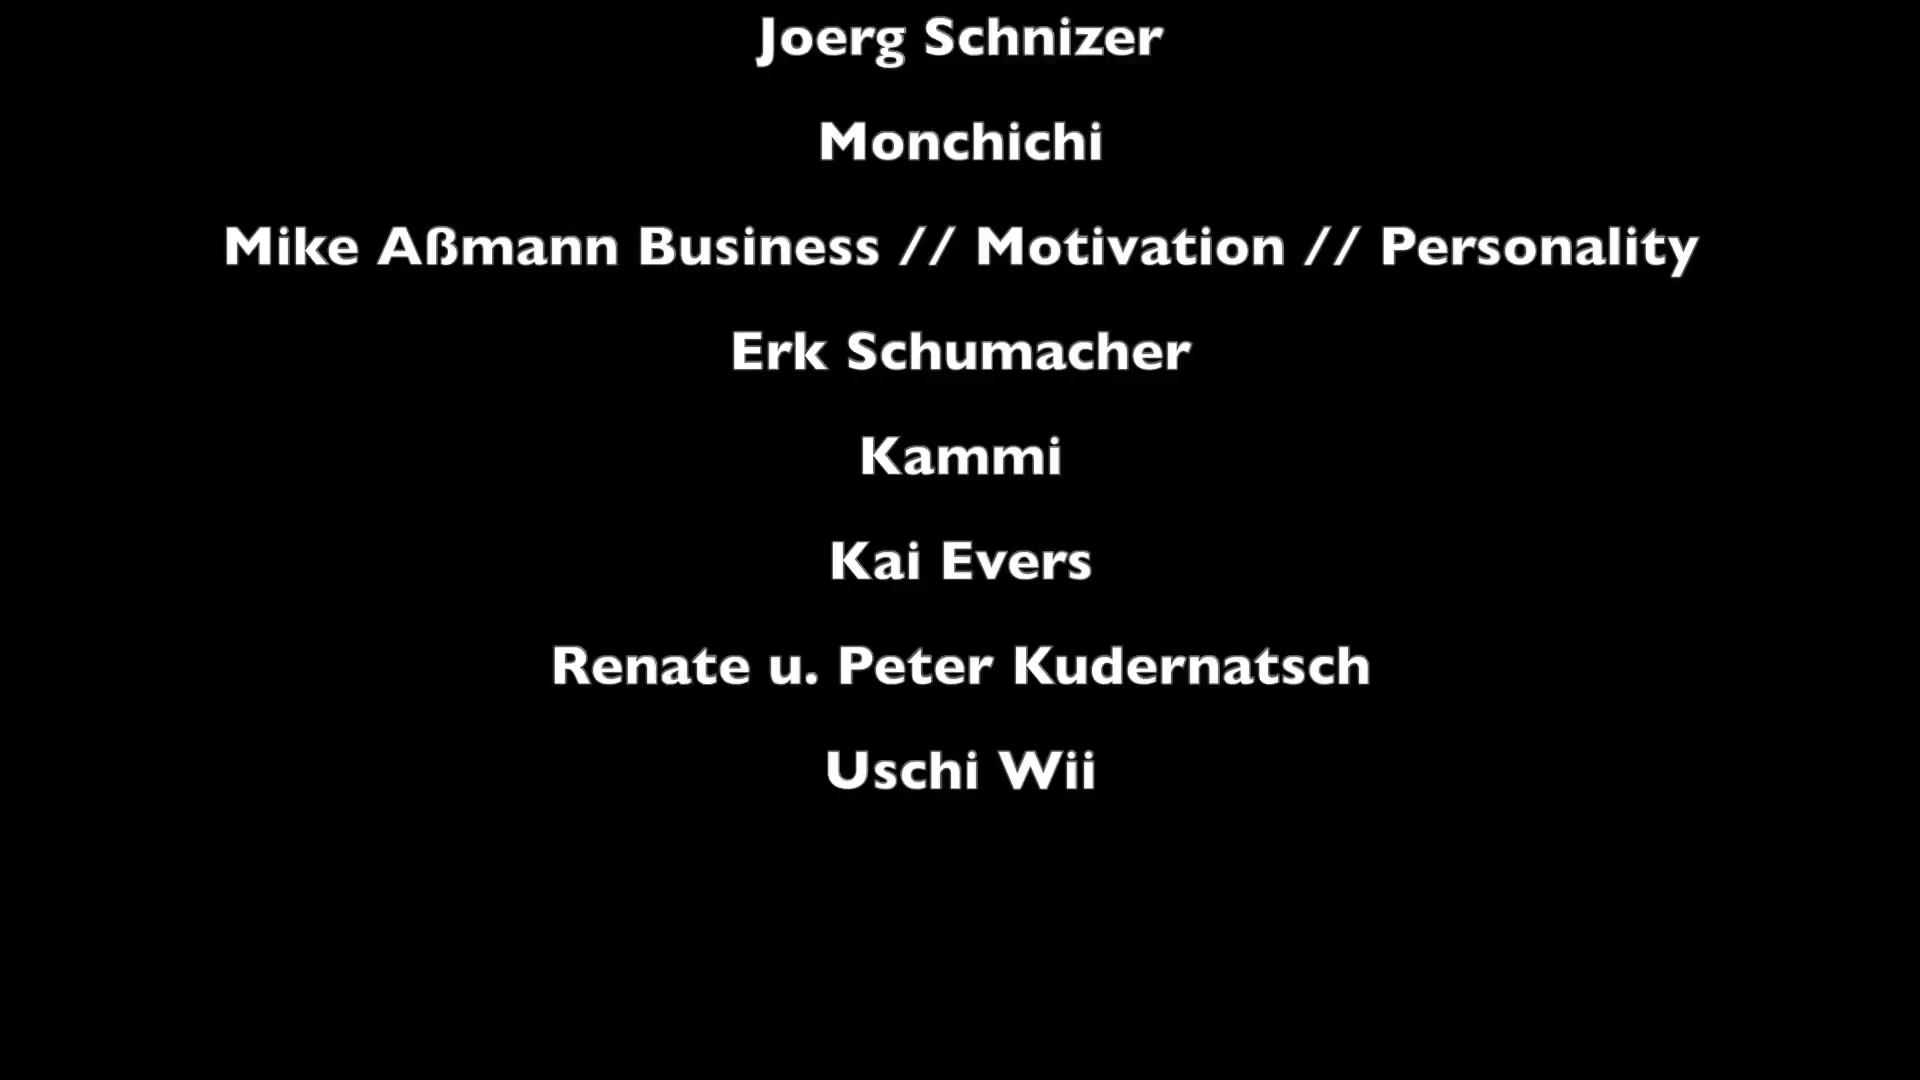 Joerg Schnizer
Monchichi
Mike Aßmann Business // Motivation // Personality
Erk Schumacher
Kammi
Kai Evers
Renate u. Peter Kudernatsch
Uschi Wii